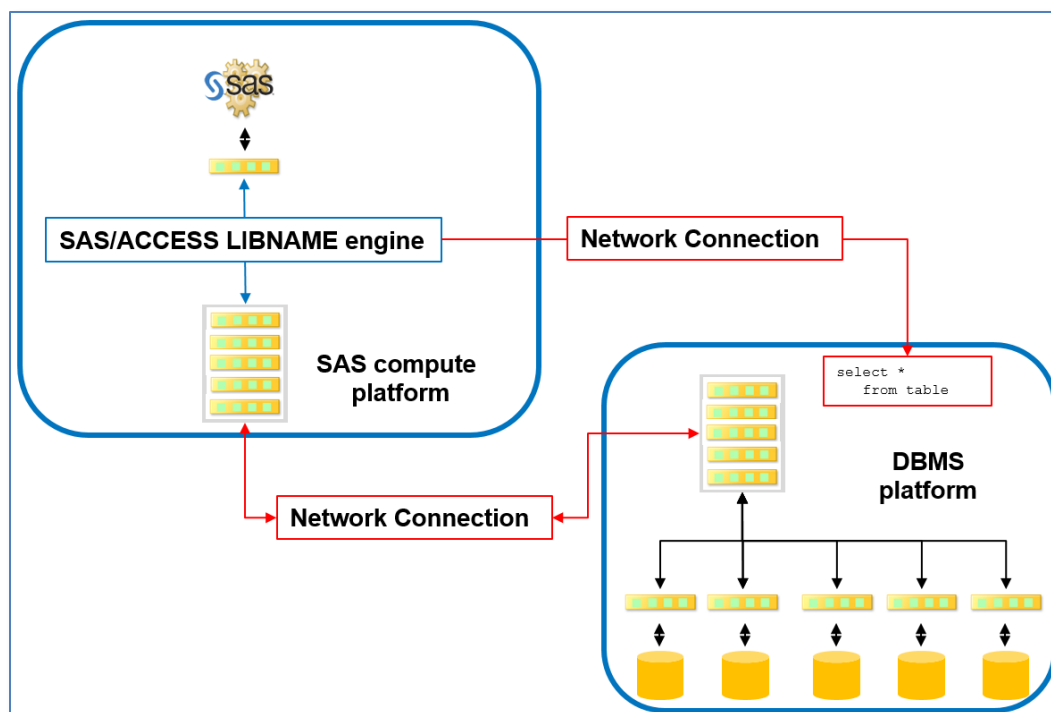 sas
SAS/ACCESS LIBNAME engine
Network Connection
SAS compute
platform
select *
from table
DBMS
platform
Network Connection